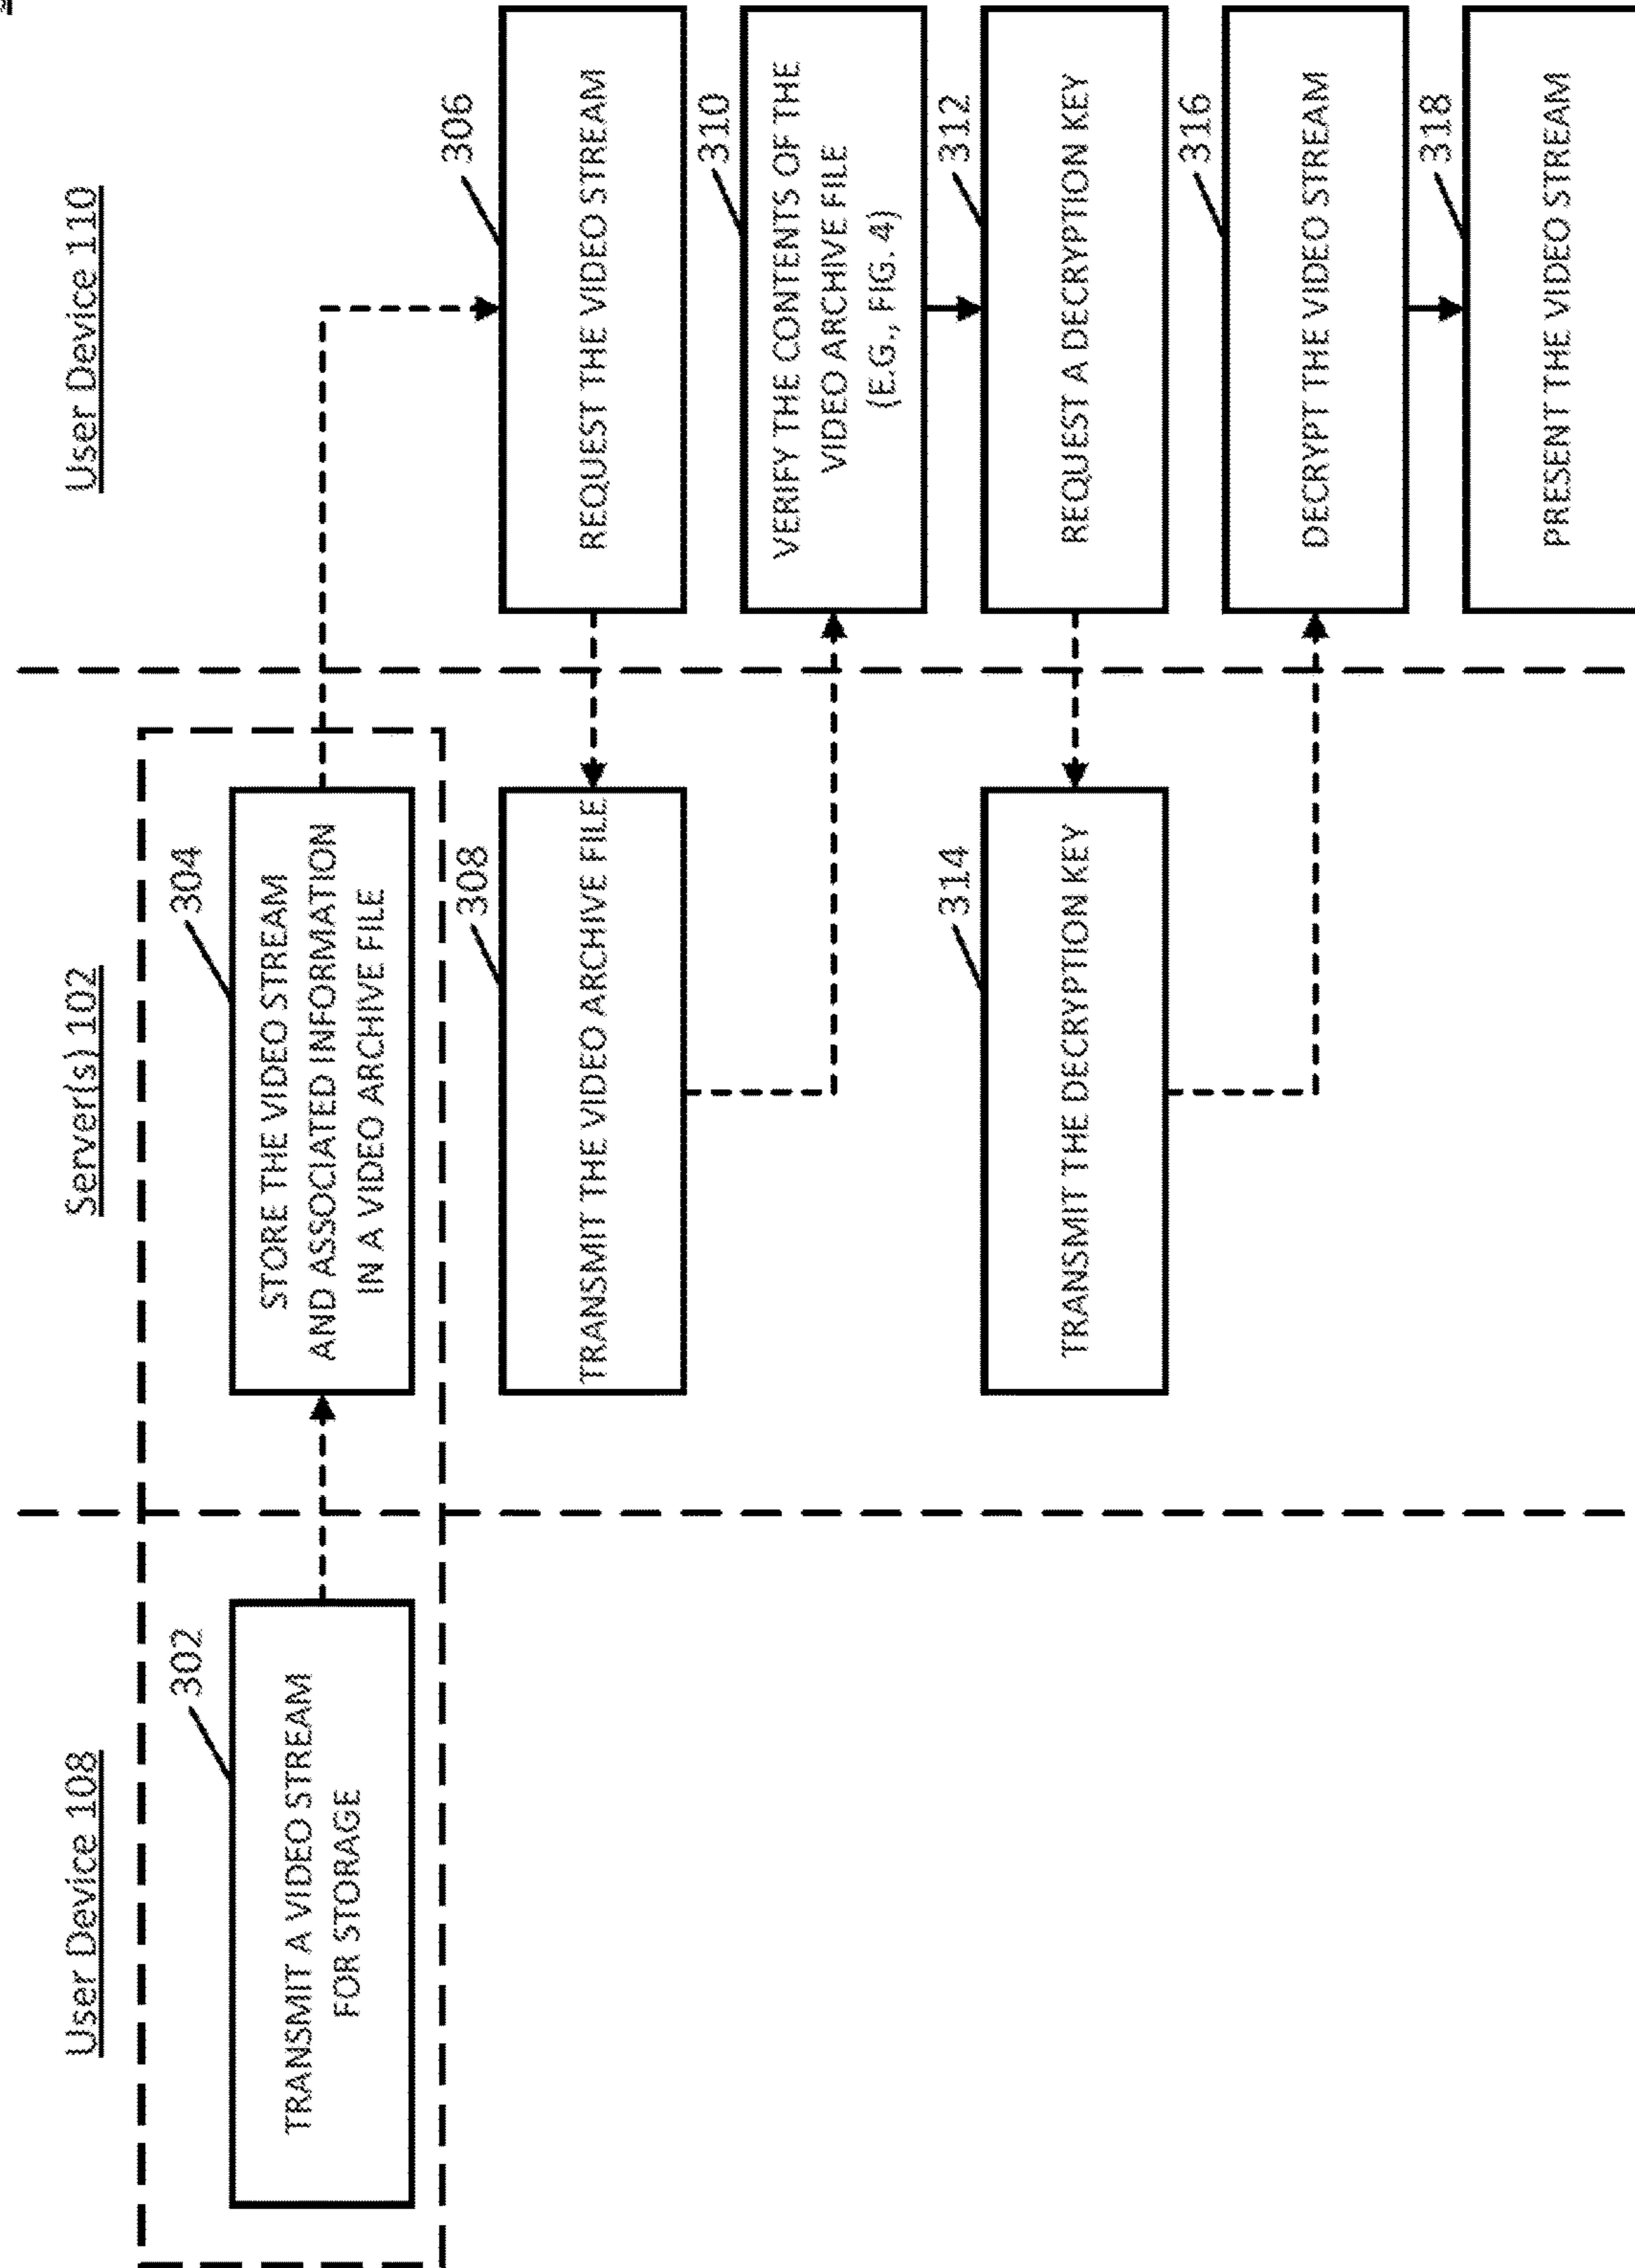 User Device 108
Server(s) 102
User Device 110
302
TRANSMIT A VIDEO STREAM
FOR STORAGE
304
STORE THE VIDEO STREAM
AND ASSOCIATED INFORMATION
IN A VIDEO ARCHIVE FILE
306
REQUEST THE VIDEO STREAM
308
TRANSMIT THE VIDEO ARCHIVE FILE
310
VERIFY THE CONTENTS OF THE
VIDEO ARCHIVE FILE
(E.G., FIG. 4)
312
REQUEST A DECRYPTION KEY
314
TRANSMIT THE DECRYPTION KEY
316
DECRYPT THE VIDEO STREAM
318
PRESENT THE VIDEO STREAM